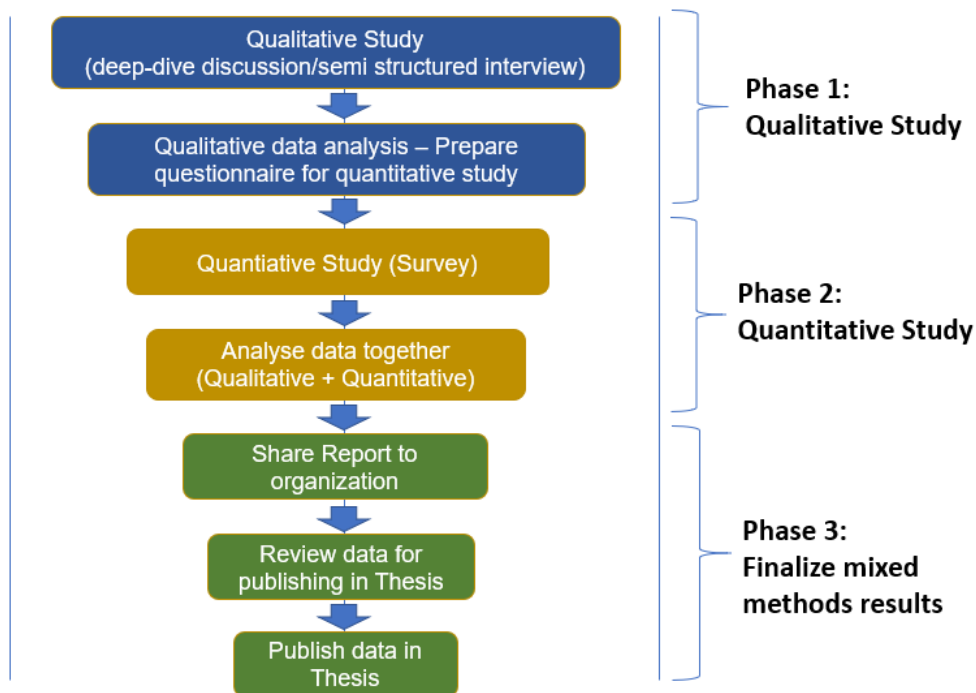 Qualitative Study
(deep-dive discussion/semi structured interview)
Phase 1:
Qualitative Study
Qualitative data analysis – Prepare
questionnaire for quantitative study
Quantiative Study (Survey)
Phase 2:
Quantitative Study
Analyse data together
(Qualitative + Quantitative)
Share Report to
organization
Review data for
publishing in Thesis
Phase 3:
Finalize mixed
methods results
Publish data in
Thesis